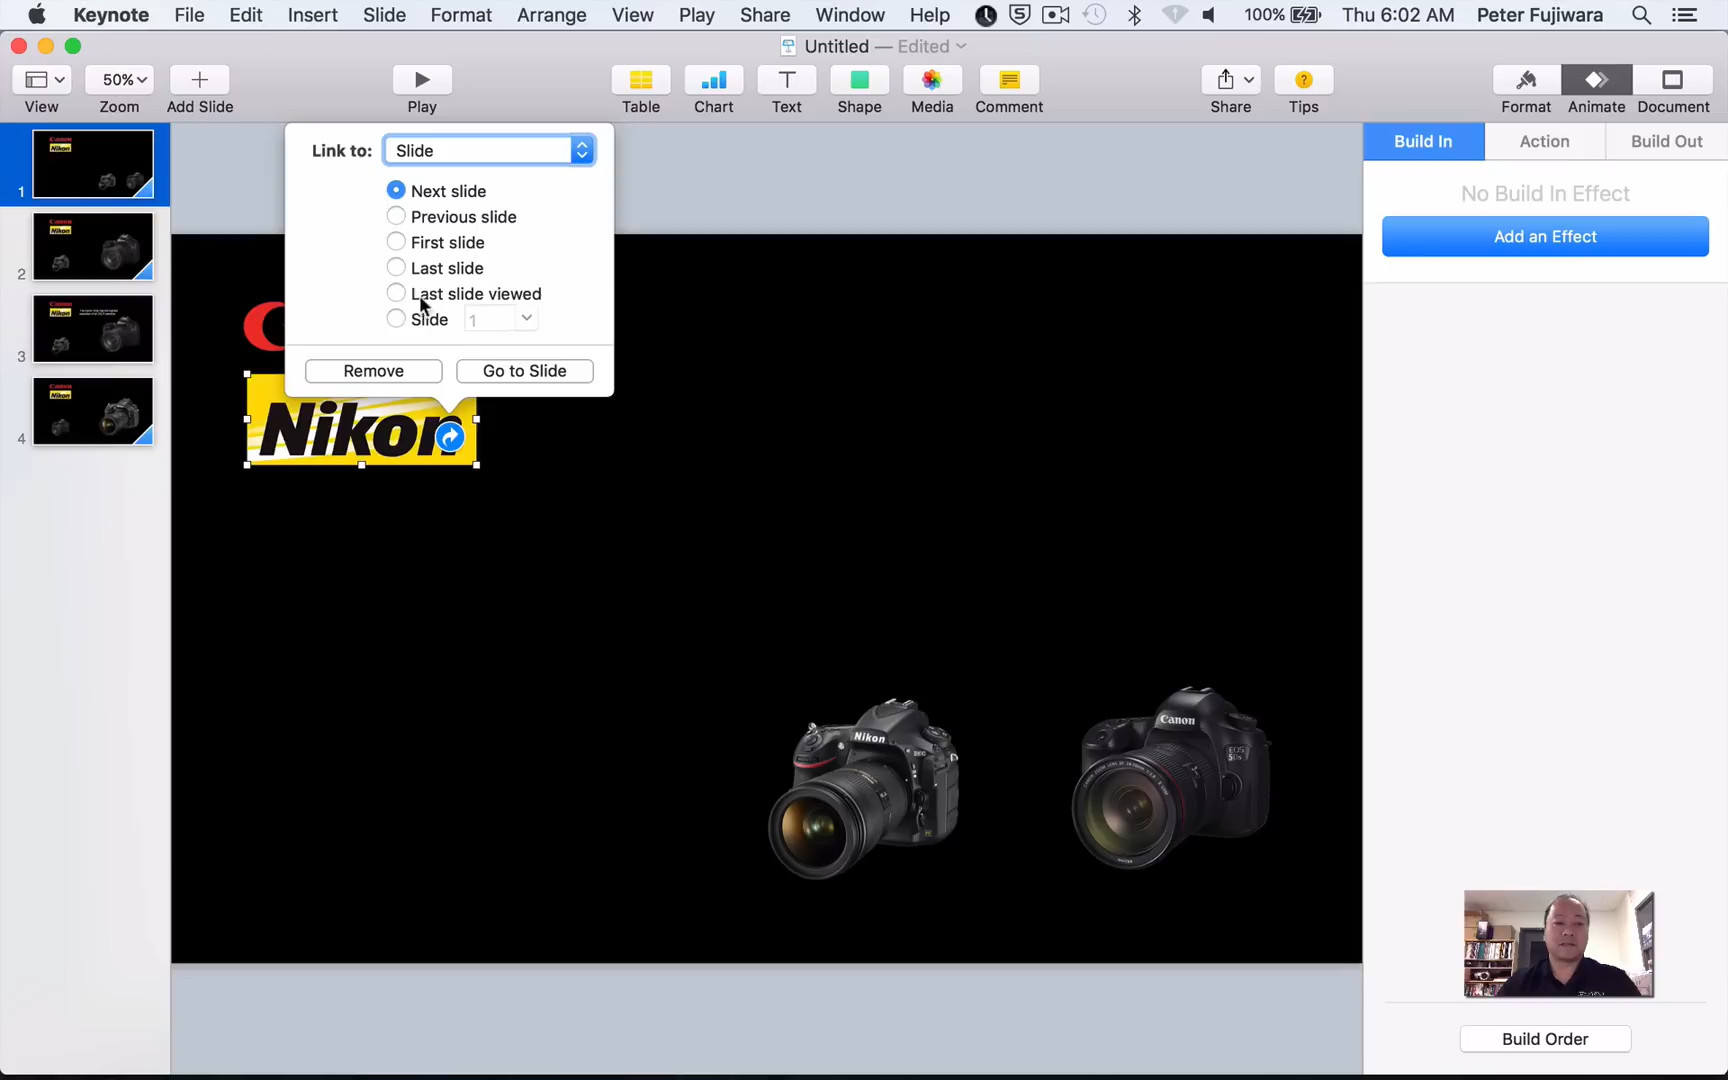 Keynote File Edit Insert Slide Format Arrange View Play Share Window Help 5 100% Thu 6:02 AM Peter Fujiwara
Untitled — Edited
50%
View Zoom Add Slide Play Table Chart Text Shape Media Comment Share Tips Format Animate Document
Build In Action Build Out
No Build In Effect
Add an Effect
Build Order
1
2
3
4
Link to: Slide
Next slide
Previous slide
First slide
Last slide
Last slide viewed
Slide 1
Remove Go to Slide
Nikon
Nikon
Canon
EOS
5Ds